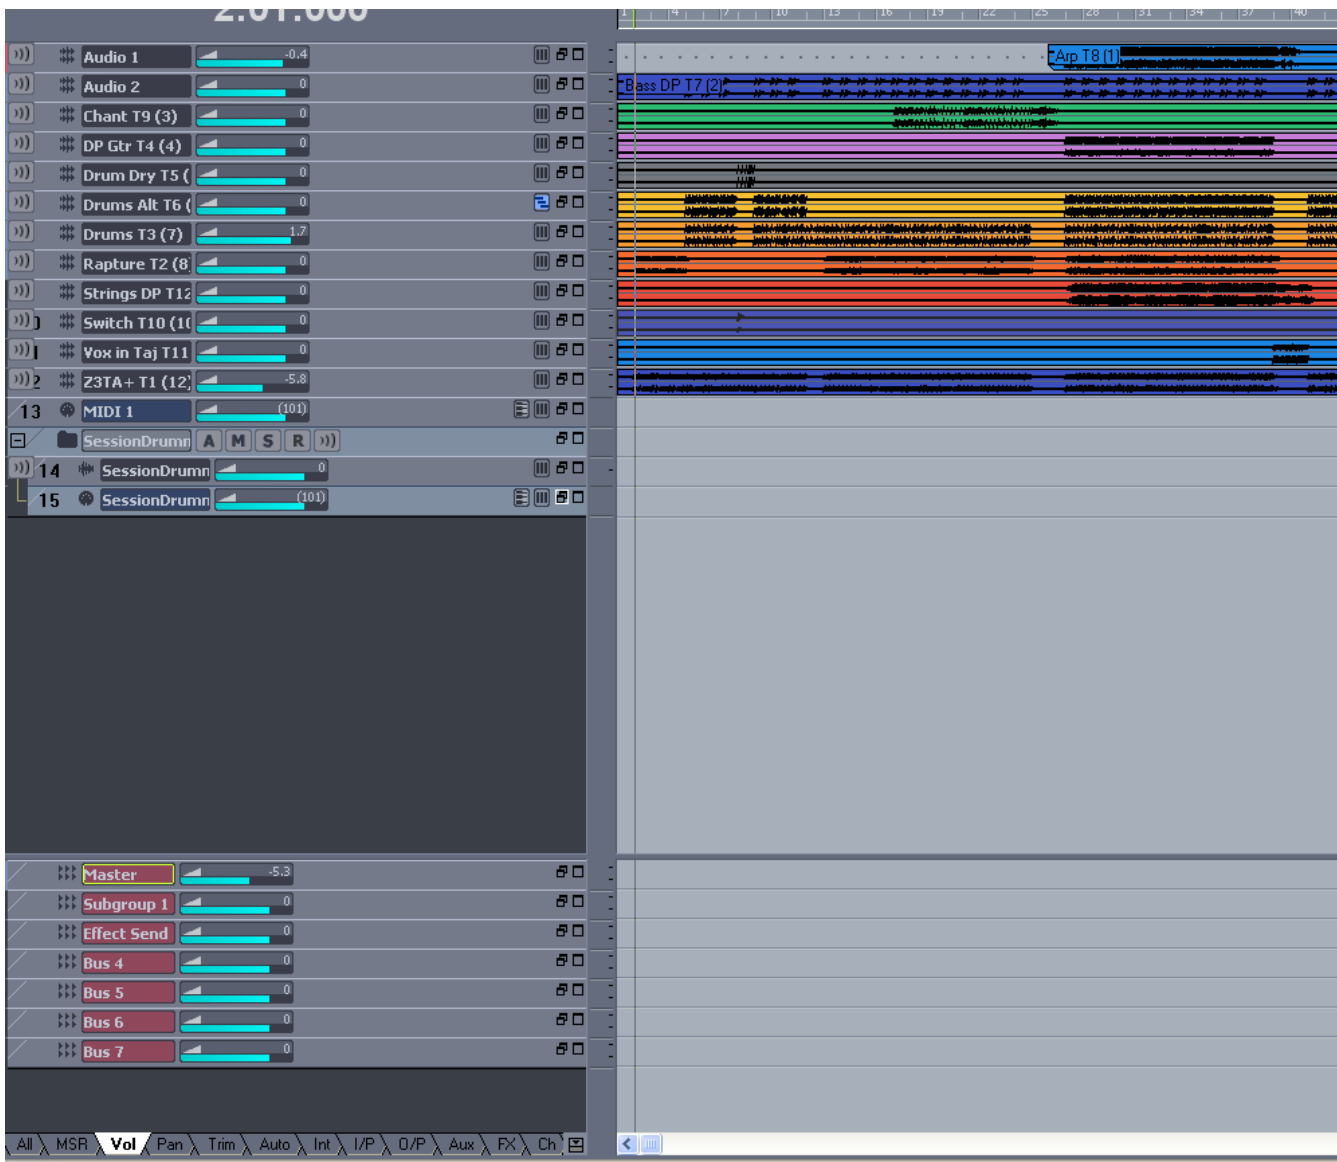 2:01:000
1 4 7 10 13 16 19 22 25 28 31 34 37 40
Audio 1 -0.4
Arp T8 (1)
Audio 2 0
Bass DP T7 (2)
Chant T9 (3) 0
DP Gtr T4 (4) 0
Drum Dry T5 ( 0
Drums Alt T6 ( 0
Drums T3 (7) 1.7
Rapture T2 (8 0
Strings DP T12 0
Switch T10 (10 0
Vox in Taj T11 0
2 Z3TA+ T1 (12) -5.8
13 MIDI 1 (101)
SessionDrumn A M S R
14 SessionDrumn 0
15 SessionDrumn (101)
Master -5.3
Subgroup 1 0
Effect Send 0
Bus 4 0
Bus 5 0
Bus 6 0
Bus 7 0
All MSR Vol Pan Trim Auto Int I/P O/P Aux FX Ch